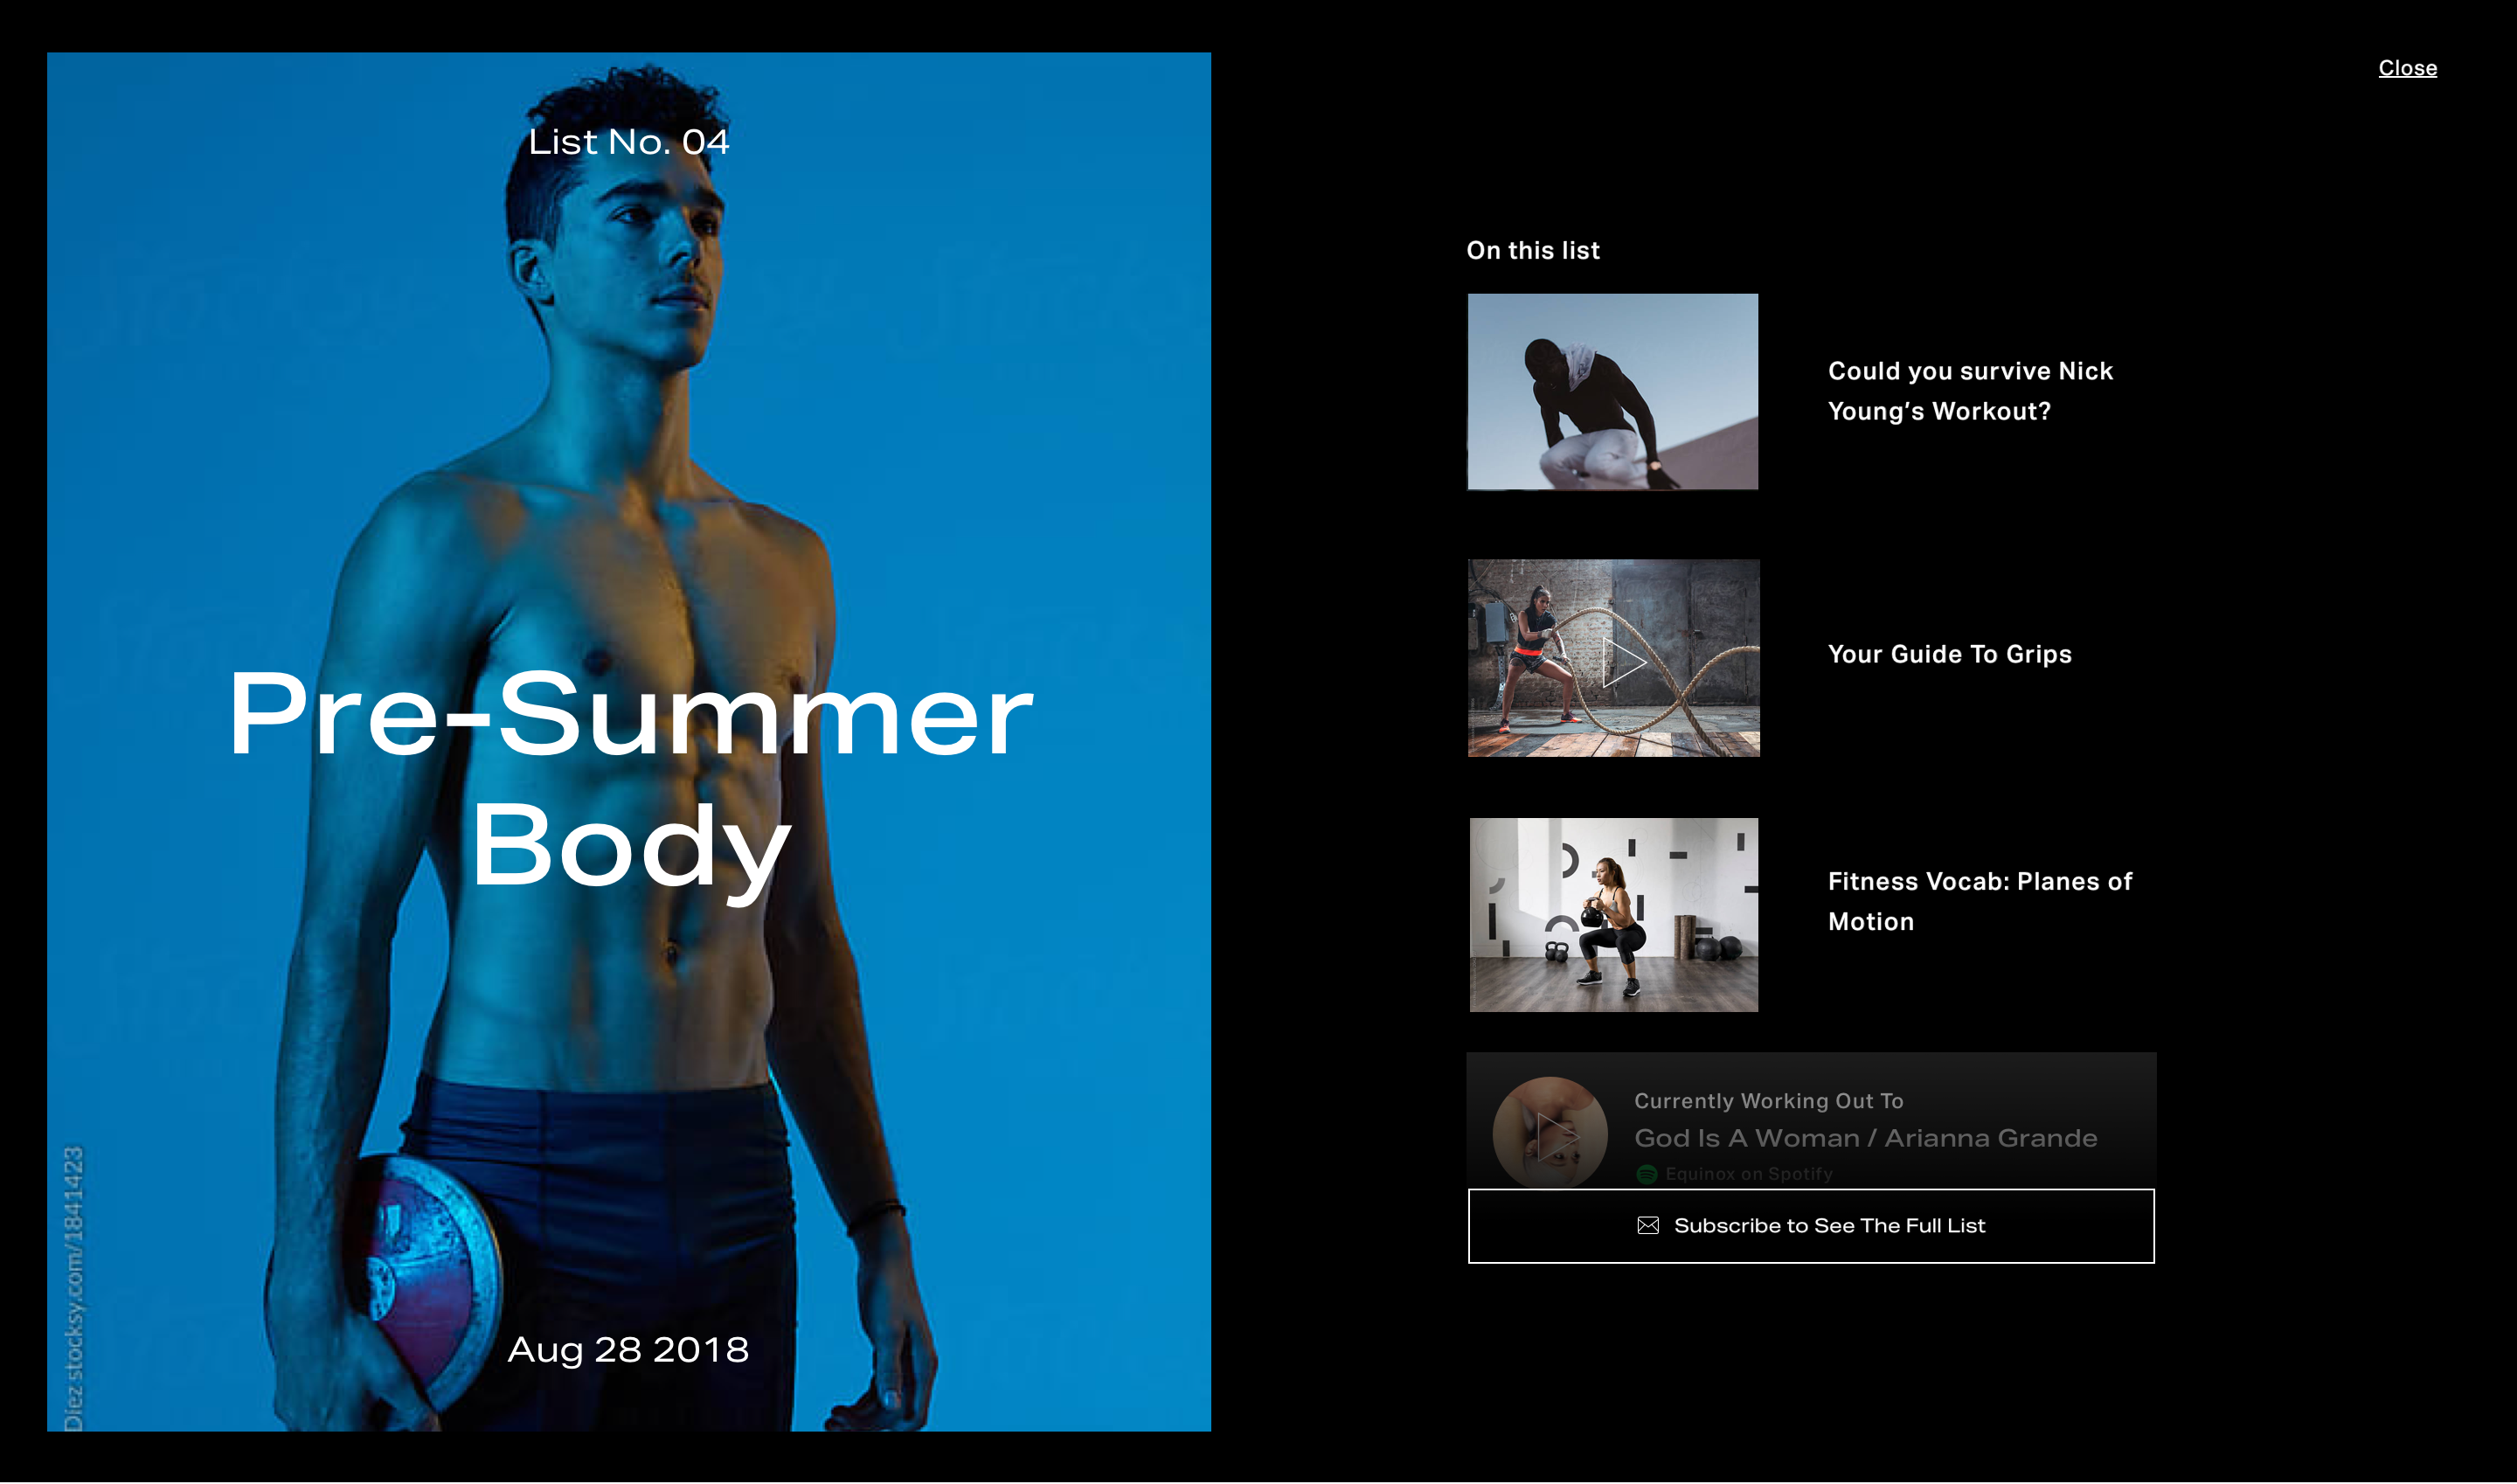 Close
List No. 04
Pre-Summer
Body
Aug 28 2018
Diez stocksy.com/1841423
On this list
Could you survive Nick
Young’s Workout?
Your Guide To Grips
Fitness Vocab: Planes of
Motion
Currently Working Out To
God Is A Woman / Arianna Grande
Equinox on Spotify
Subscribe to See The Full List